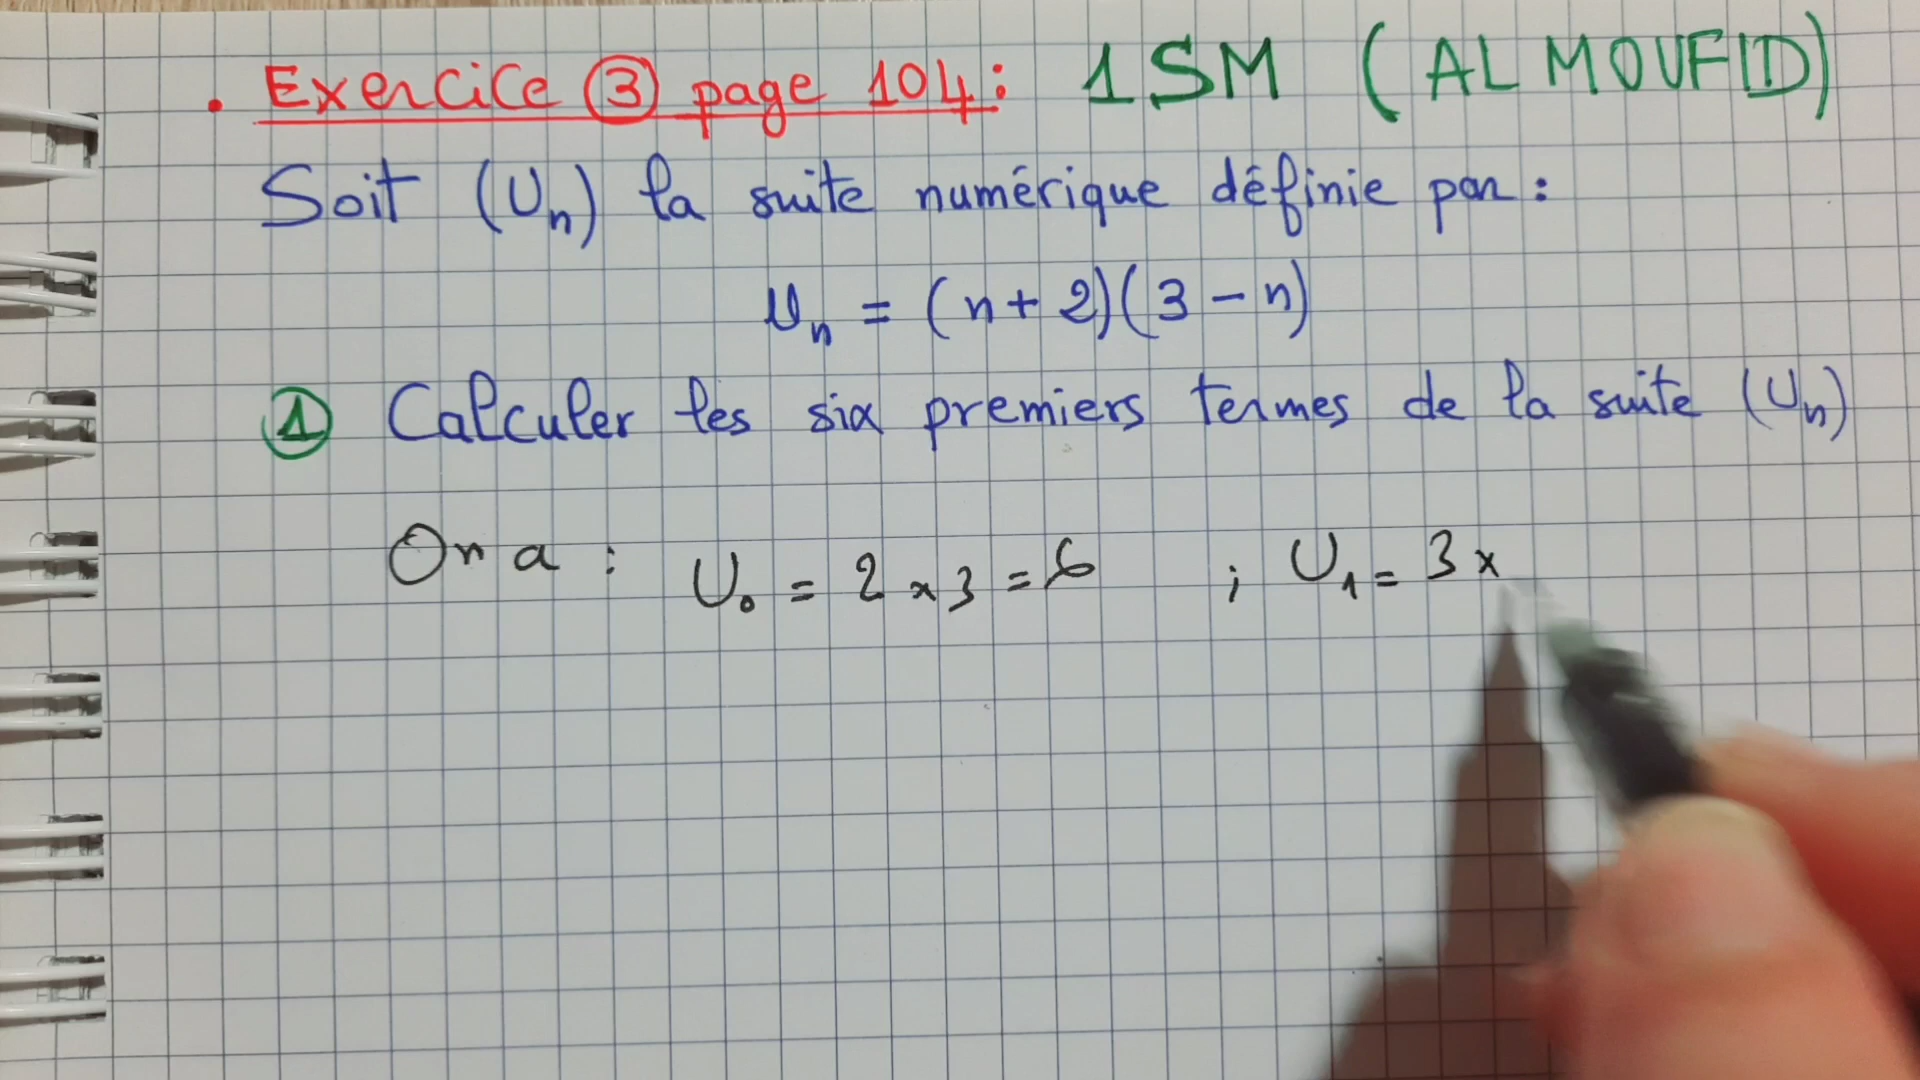 . Exercice ③ page 104: 1SM (AL MOUFID)
Soit (Un) la suite numérique définie par:
Un = (n+2)(3-n)
① Calculer les six premiers termes de la suite (Un)
On a : U₀ = 2 x 3 = 6 ; U₁ = 3 x